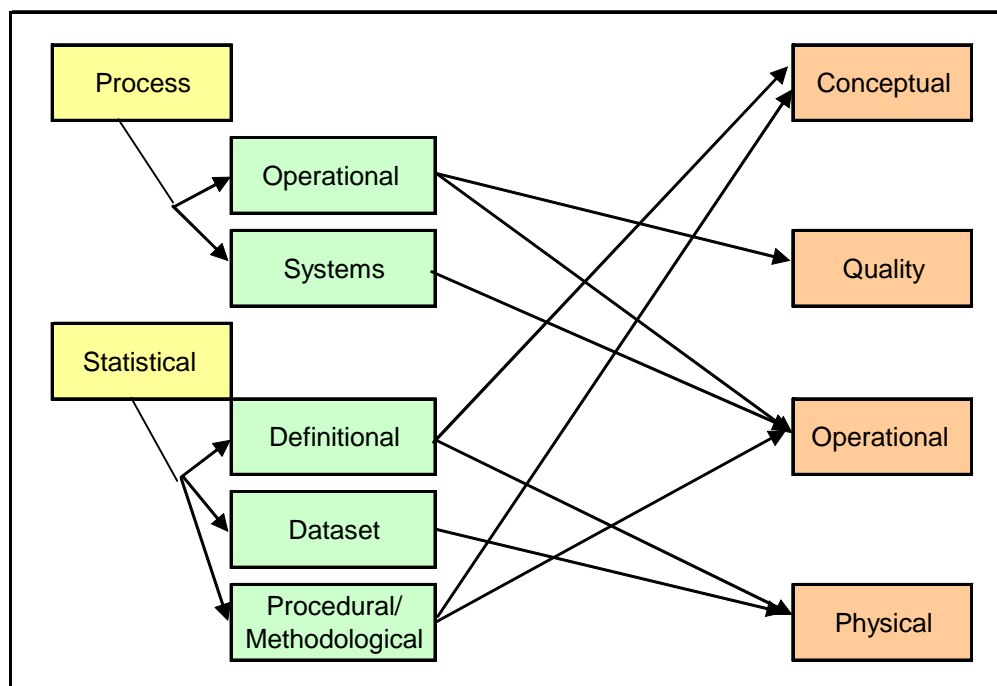 Process
Conceptual
Operational
Systems
Quality
Statistical
Definitional
Operational
Dataset
Procedural/
Methodological
Physical